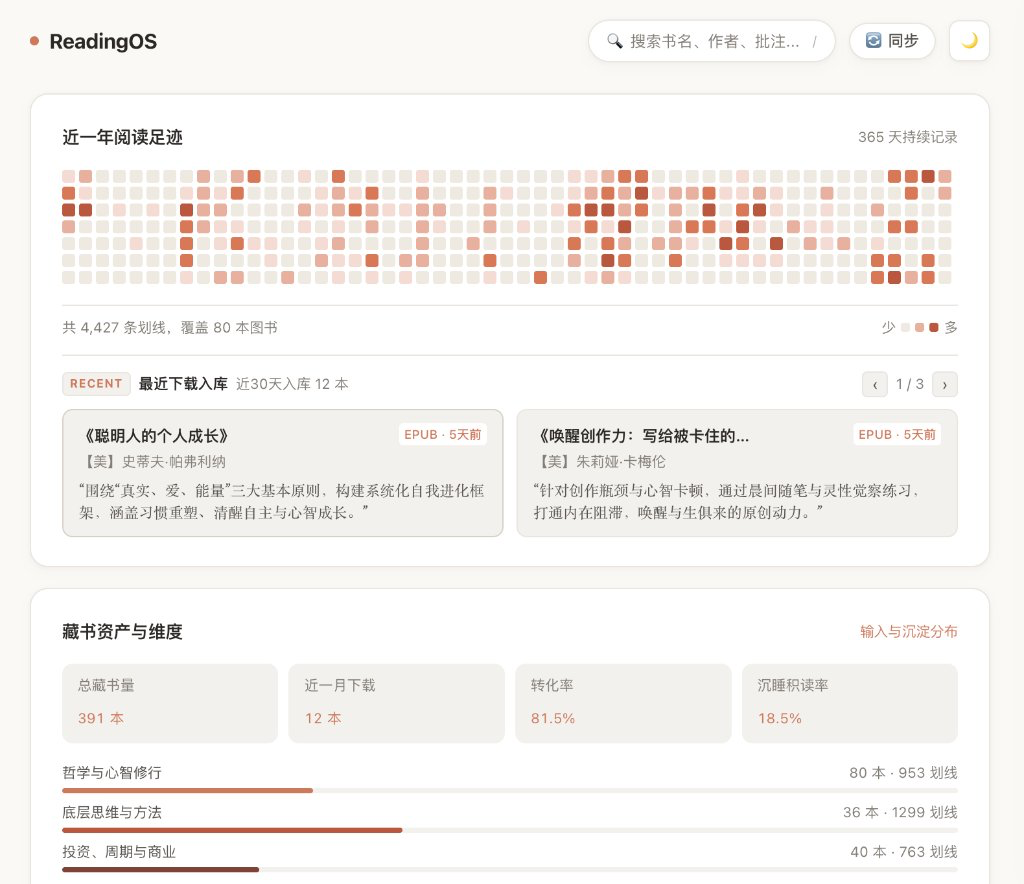 ReadingOS
搜索书名、作者、批注... /
同步
近一年阅读足迹
365 天持续记录
共 4,427 条划线，覆盖 80 本图书
少 多
RECENT 最近下载入库 近30天入库 12 本
‹ 1 / 3 ›
《聪明人的个人成长》
EPUB · 5天前
【美】史蒂夫·帕弗利纳
“围绕“真实、爱、能量”三大基本原则，构建系统化自我进化框
架，涵盖习惯重塑、清醒自主与心智成长。”
《唤醒创作力：写给被卡住的...
EPUB · 5天前
【美】朱莉娅·卡梅伦
“针对创作瓶颈与心智卡顿，通过晨间随笔与灵性觉察练习，
打通内在阻滞，唤醒与生俱来的原创动力。”
藏书资产与维度
输入与沉淀分布
总藏书量
391 本
近一月下载
12 本
转化率
81.5%
沉睡积读率
18.5%
哲学与心智修行
80 本 · 953 划线
底层思维与方法
36 本 · 1299 划线
投资、周期与商业
40 本 · 763 划线